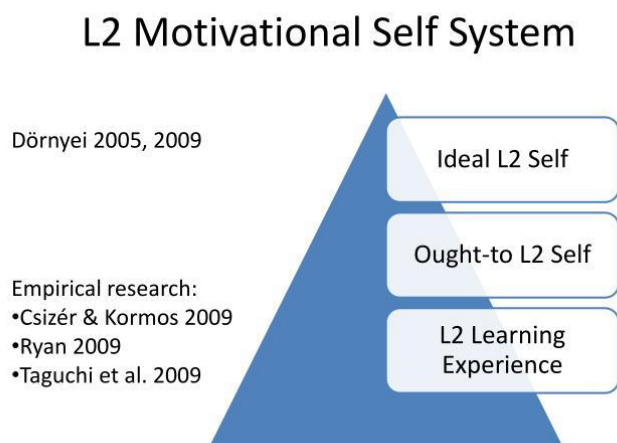 L2 Motivational Self System
Dörnyei 2005, 2009
Ideal L2 Self
Ought-to L2 Self
L2 Learning
Experience
Empirical research:
•Csizér & Kormos 2009
•Ryan 2009
•Taguchi et al. 2009